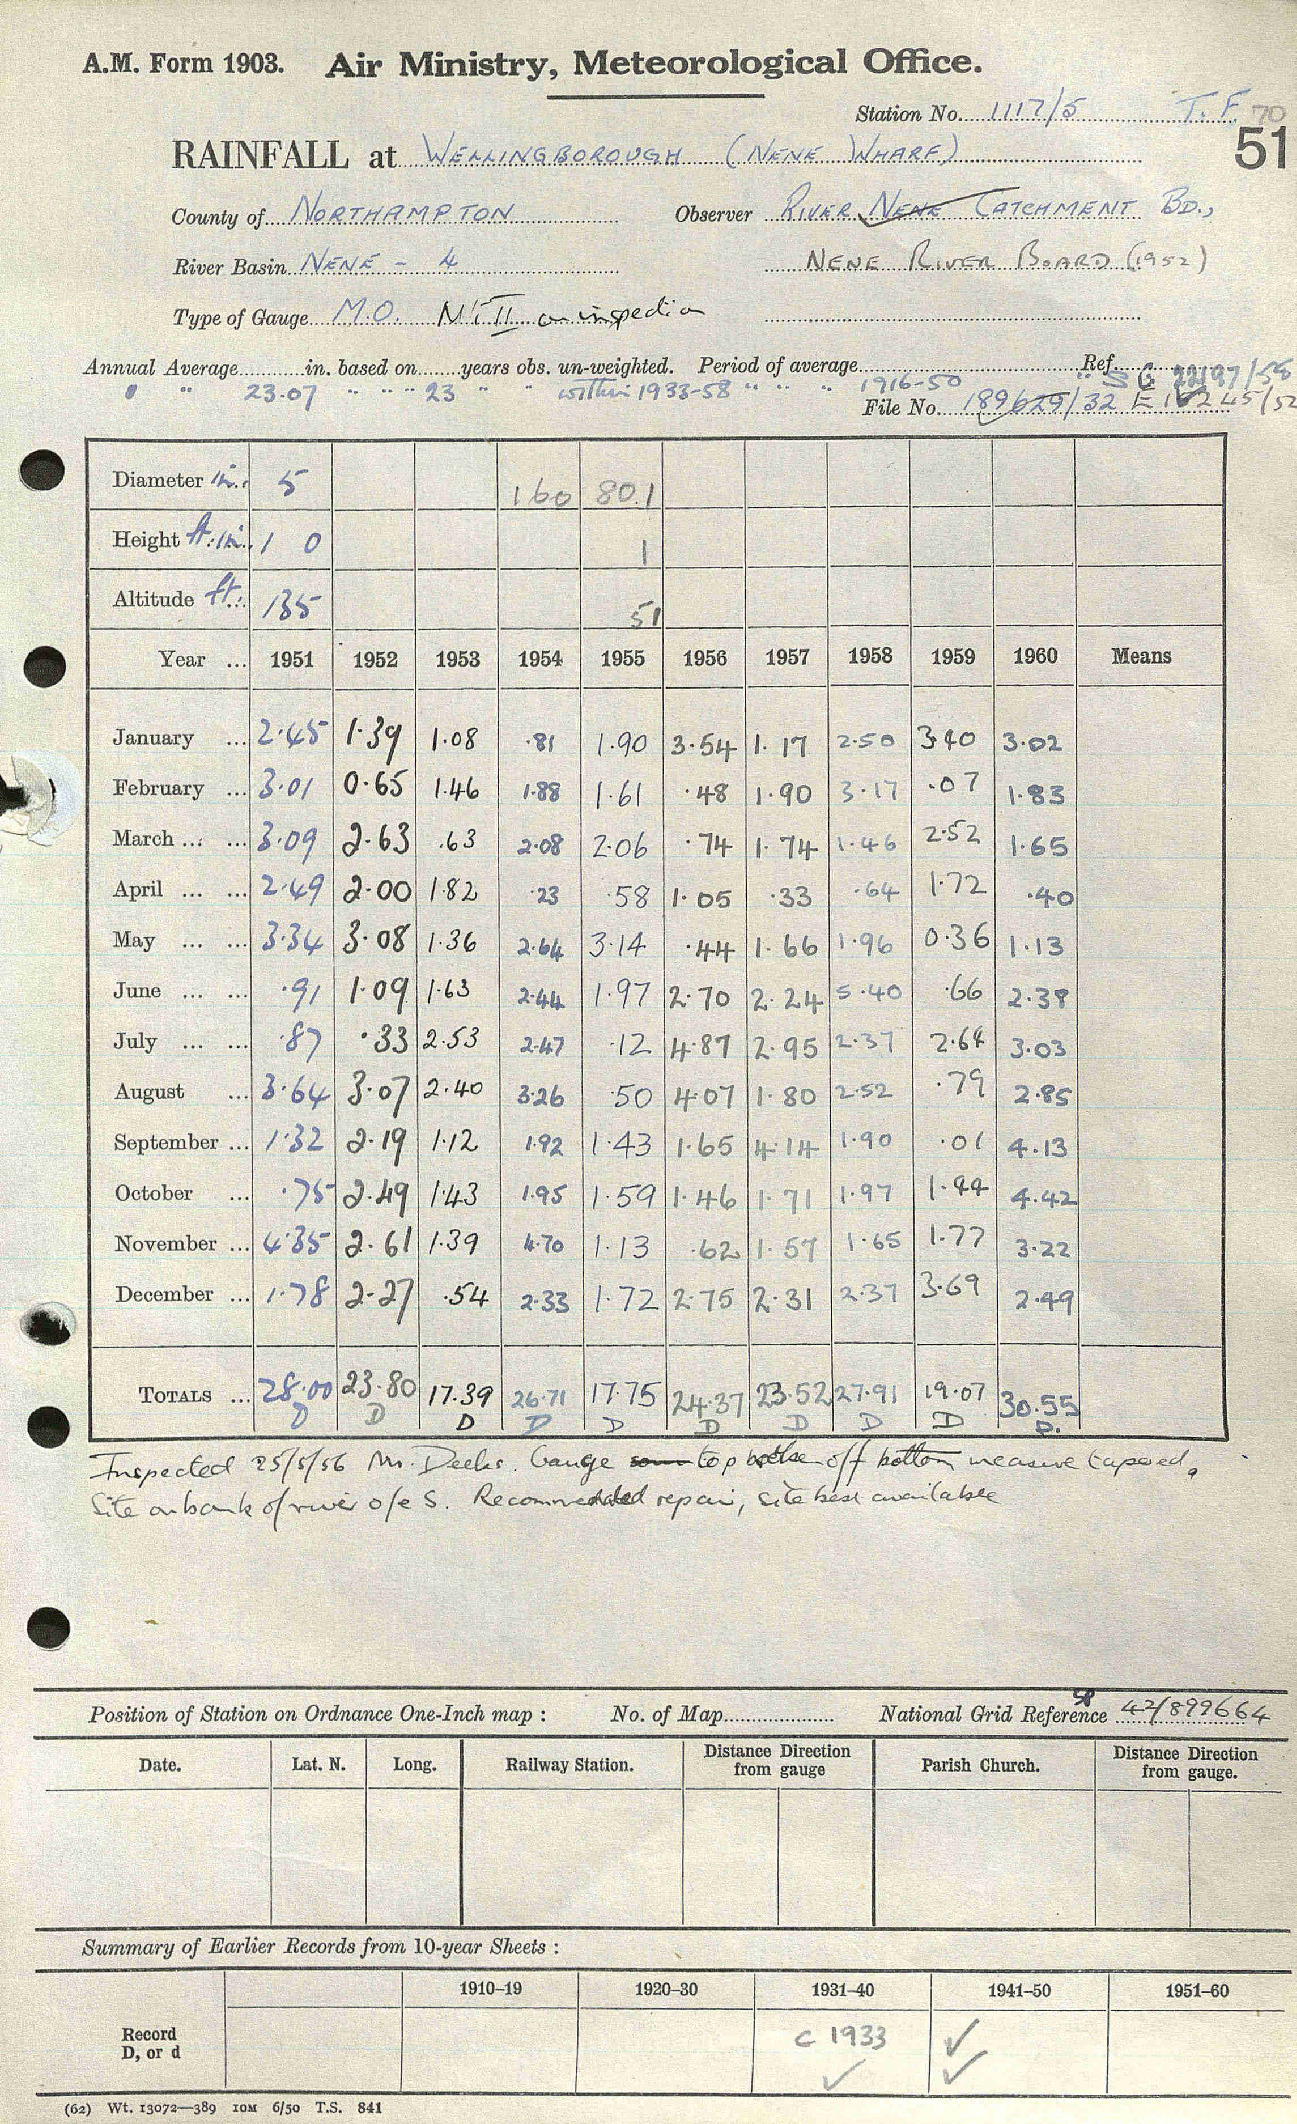 A.M. Form 1903. Air Ministry, Meteorological Office.
Station No. 1117/5 T.F. 70
51
RAINFALL at WELLINGBOROUGH (NENE WHARF)
County of NORTHAMPTON Observer RIVER NENE CATCHMENT BD.,
River Basin NENE - 4 NENE RIVER BOARD (1952)
Type of Gauge M.O. Mk II on inspection
Annual Average in. based on years obs. un-weighted. Period of average Ref.
" " 23.07 " " " 23 " " within 1933-58 " " " 1916-50 " 22197/58
File No. 189629/32
Diameter in. 5 160 80.1
Height ft. in. 1 0 1
Altitude ft. 135 51
Year ... 1951 1952 1953 1954 1955 1956 1957 1958 1959 1960 Means
January ... 2.45 1.39 1.08 .81 1.90 3.54 1.17 2.50 3.40 3.02
February ... 3.01 0.65 1.46 1.88 1.61 .48 1.90 3.17 .07 1.83
March ... ... 3.09 2.63 .63 2.08 2.06 .74 1.74 1.46 2.52 1.65
April ... ... 2.49 2.00 1.82 .23 .58 1.05 .33 .64 1.72 .40
May ... ... 3.34 3.08 1.36 2.64 3.14 .44 1.66 1.96 0.36 1.13
June ... ... .91 1.09 1.63 2.44 1.97 2.70 2.24 5.40 .66 2.38
July ... ... .87 .33 2.53 2.47 .12 4.87 2.95 2.37 2.64 3.03
August ... 3.64 3.07 2.40 3.26 .50 4.07 1.80 2.52 .79 2.85
September ... 1.32 2.19 1.12 1.92 1.43 1.65 4.14 1.90 .01 4.13
October ... .75 2.49 1.43 1.95 1.59 1.46 1.71 1.97 1.44 4.42
November ... 4.35 2.61 1.39 4.70 1.13 .62 1.57 1.65 1.77 3.22
December ... 1.78 2.27 .54 2.33 1.72 2.75 2.31 2.37 3.69 2.49
TOTALS ... 28.00 23.80 17.39 26.71 17.75 24.37 23.52 27.91 19.07 30.55
D D D D D D D D D D.
Inspected 25/5/56 Mr. Deeks. Gauge top off bottom measure tapered,
Site on bank of river o/e S. Recommended repair, site best available
Position of Station on Ordnance One-Inch map : No. of Map National Grid Reference SP 42/899664
Date. Lat. N. Long. Railway Station. Distance Direction from gauge Parish Church. Distance Direction from gauge.
Summary of Earlier Records from 10-year Sheets :
1910–19 1920–30 1931–40 1941–50 1951–60
Record D, or d c 1933 ✓
✓ ✓
(62) Wt. 13072—389 10M 6/50 T.S. 841